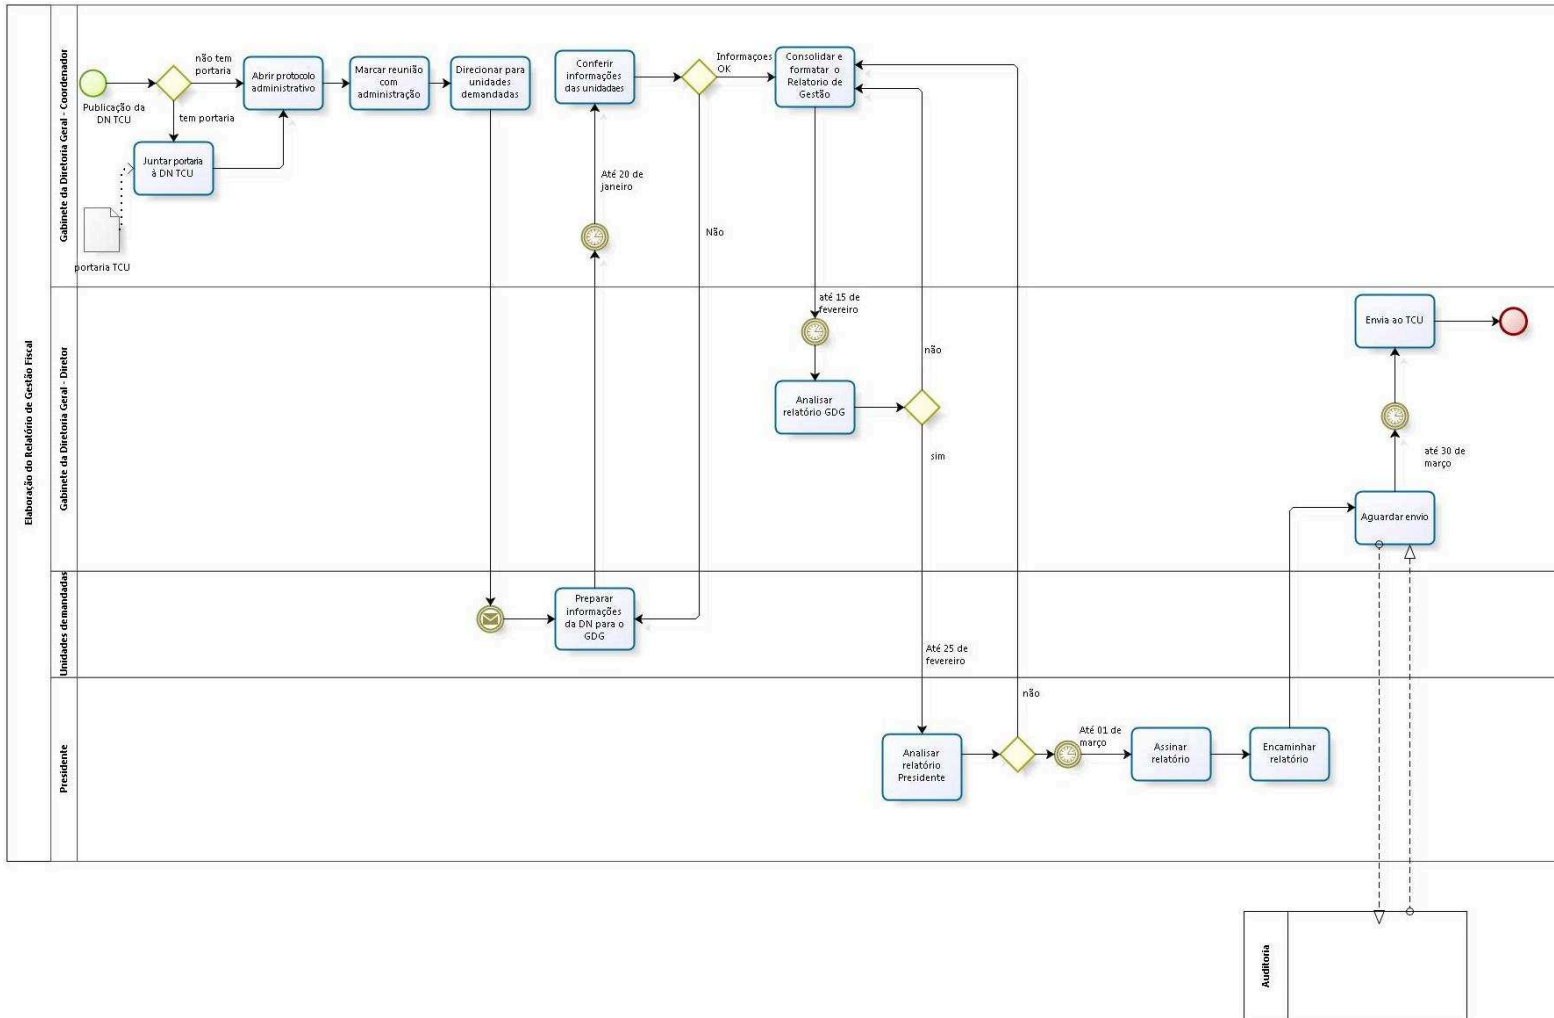 Elaboração do Relatório de Gestão Fiscal
Gabinete da Diretoria Geral - Coordenador
Publicação da
DN TCU
não tem
portaria
tem portaria
Juntar portaria
à DN TCU
portaria TCU
Abrir protocolo
administrativo
Marcar reunião
com
administração
Direcionar para
unidades
demandadas
Conferir
informações
das unidadaes
Até 20 de
janeiro
Informaçoes
OK
Não
Consolidar e
formatar o
Relatorio de
Gestão
Gabinete da Diretoria Geral - Diretor
até 15 de
fevereiro
Analisar
relatório GDG
não
sim
Envia ao TCU
até 30 de
março
Aguardar envio
Unidades demandadas
Preparar
informações
da DN para o
GDG
Até 25 de
fevereiro
Presidente
Analisar
relatório
Presidente
não
Até 01 de
março
Assinar
relatório
Encaminhar
relatório
Auditoria